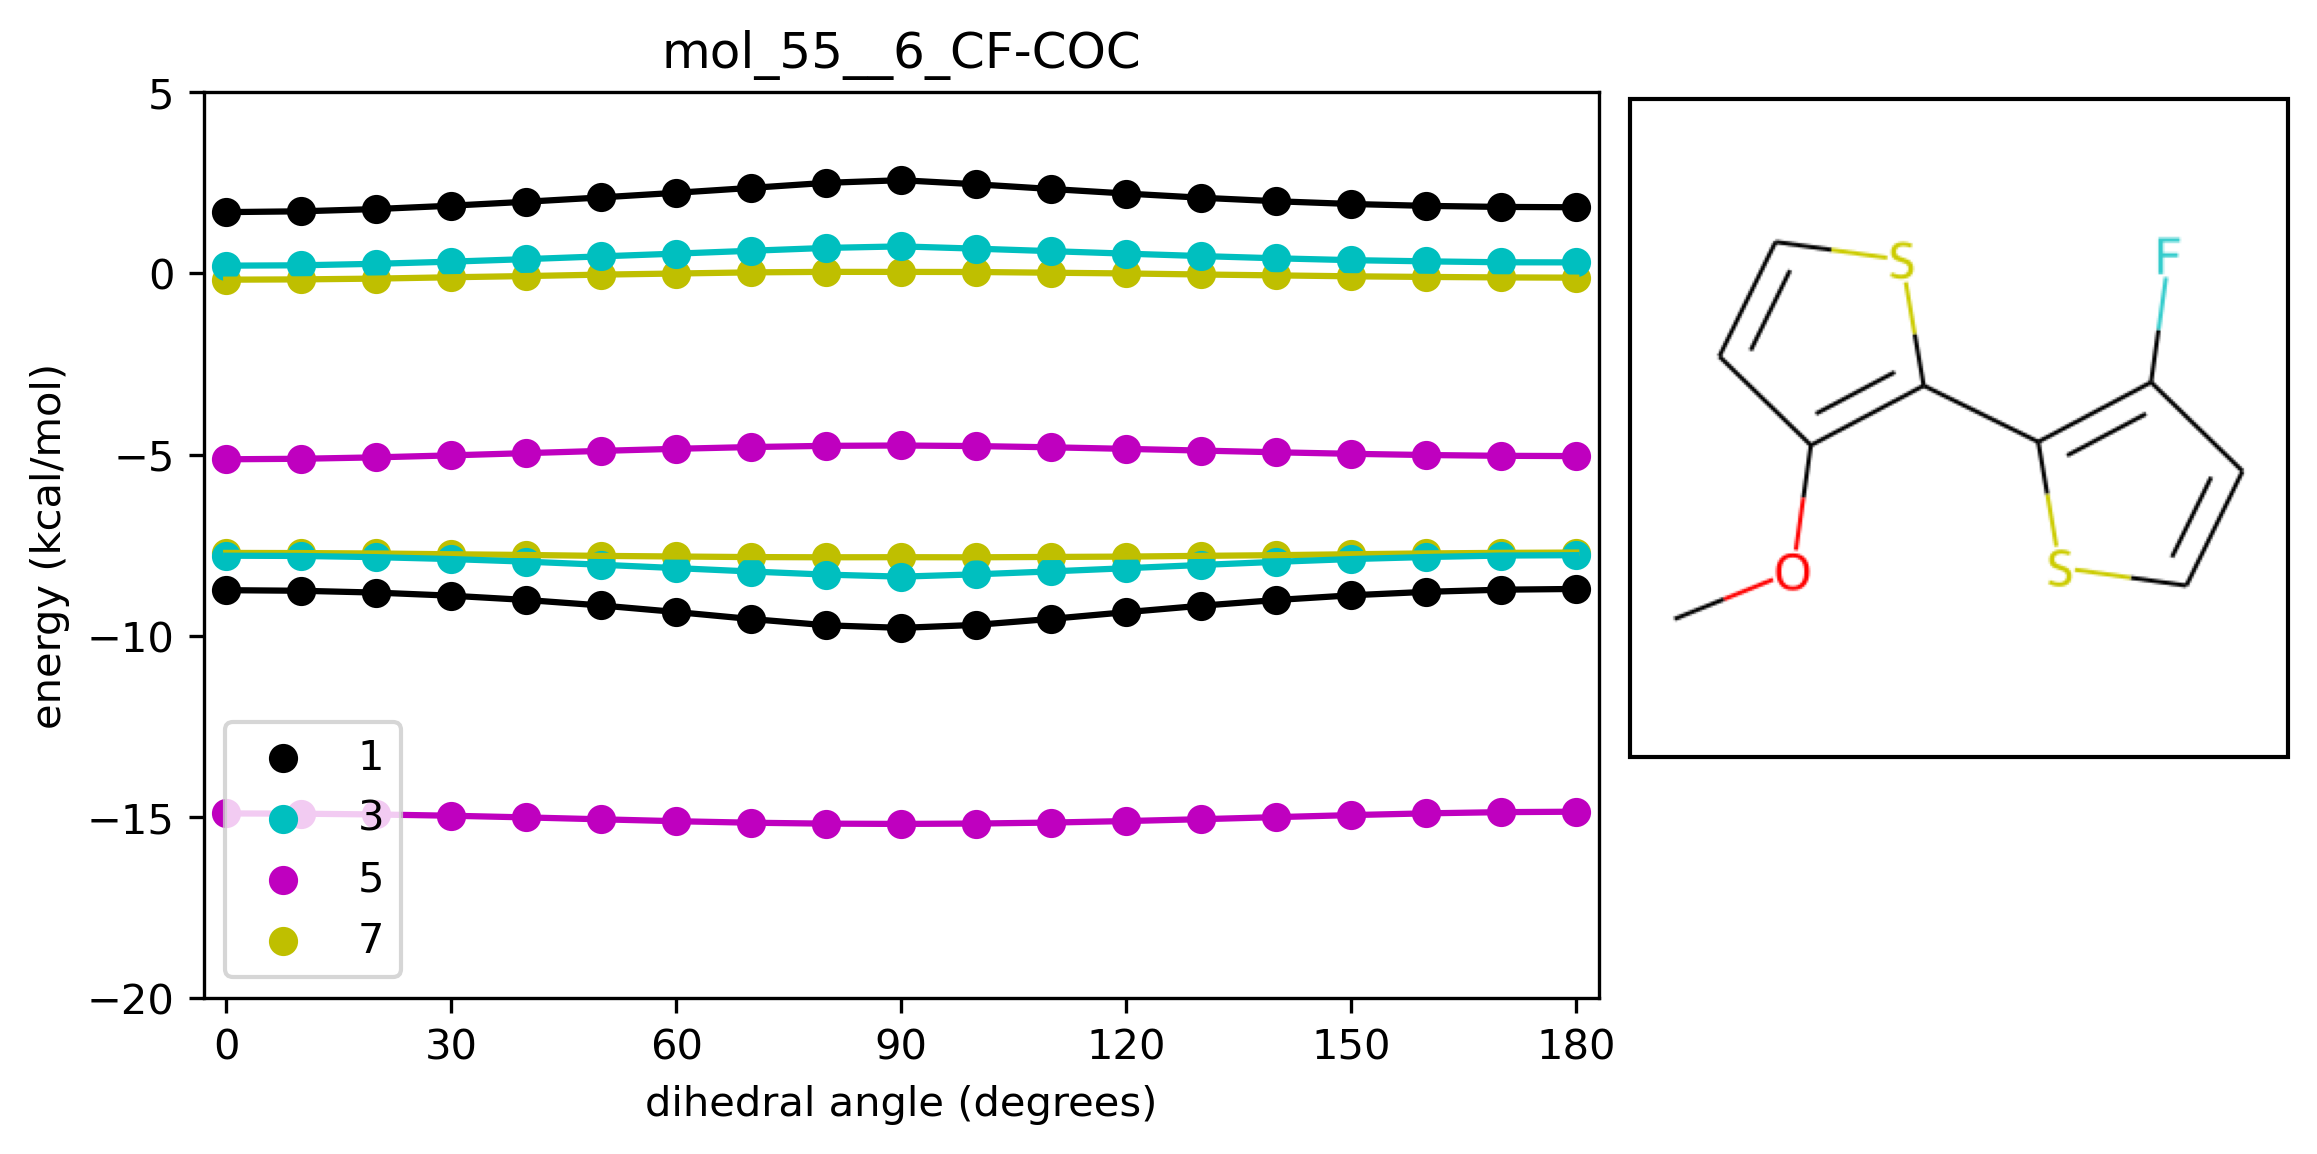 mol_55__6_CF-COC
5
0
−5
−10
−15
−20
energy (kcal/mol)
0 30 60 90 120 150 180
dihedral angle (degrees)
1
3
5
7
S
F
O
S